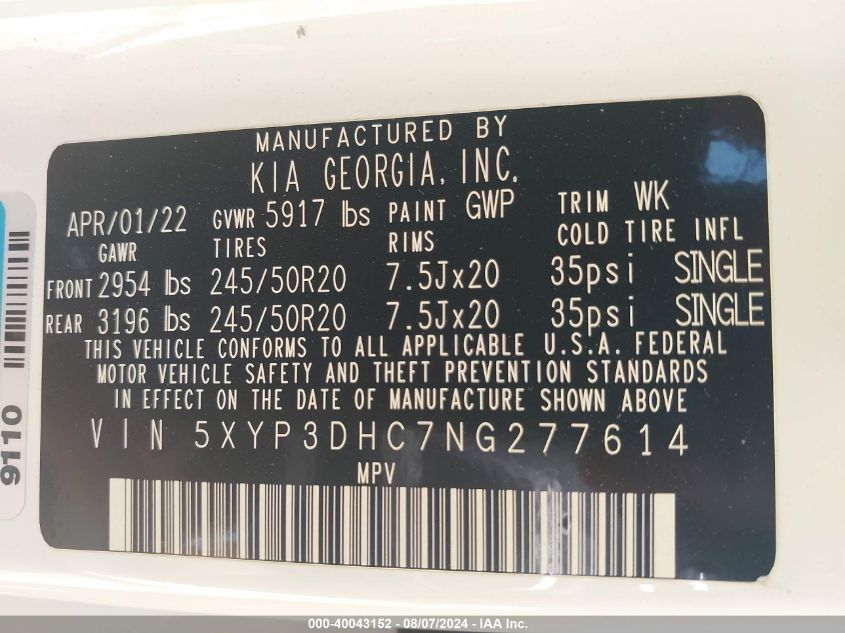 MANUFACTURED BY
KIA GEORGIA, INC.
APR/01/22 GVWR 5917 lbs PAINT GWP TRIM WK
GAWR TIRES RIMS COLD TIRE INFL
FRONT 2954 lbs 245/50R20 7.5Jx20 35psi SINGLE
REAR 3196 lbs 245/50R20 7.5Jx20 35psi SINGLE
THIS VEHICLE CONFORMS TO ALL APPLICABLE U.S.A. FEDERAL
MOTOR VEHICLE SAFETY AND THEFT PREVENTION STANDARDS
IN EFFECT ON THE DATE OF MANUFACTURE SHOWN ABOVE
VIN 5XYP3DHC7NG277614
MPV
9110
000-40043152 - 08/07/2024 - IAA Inc.